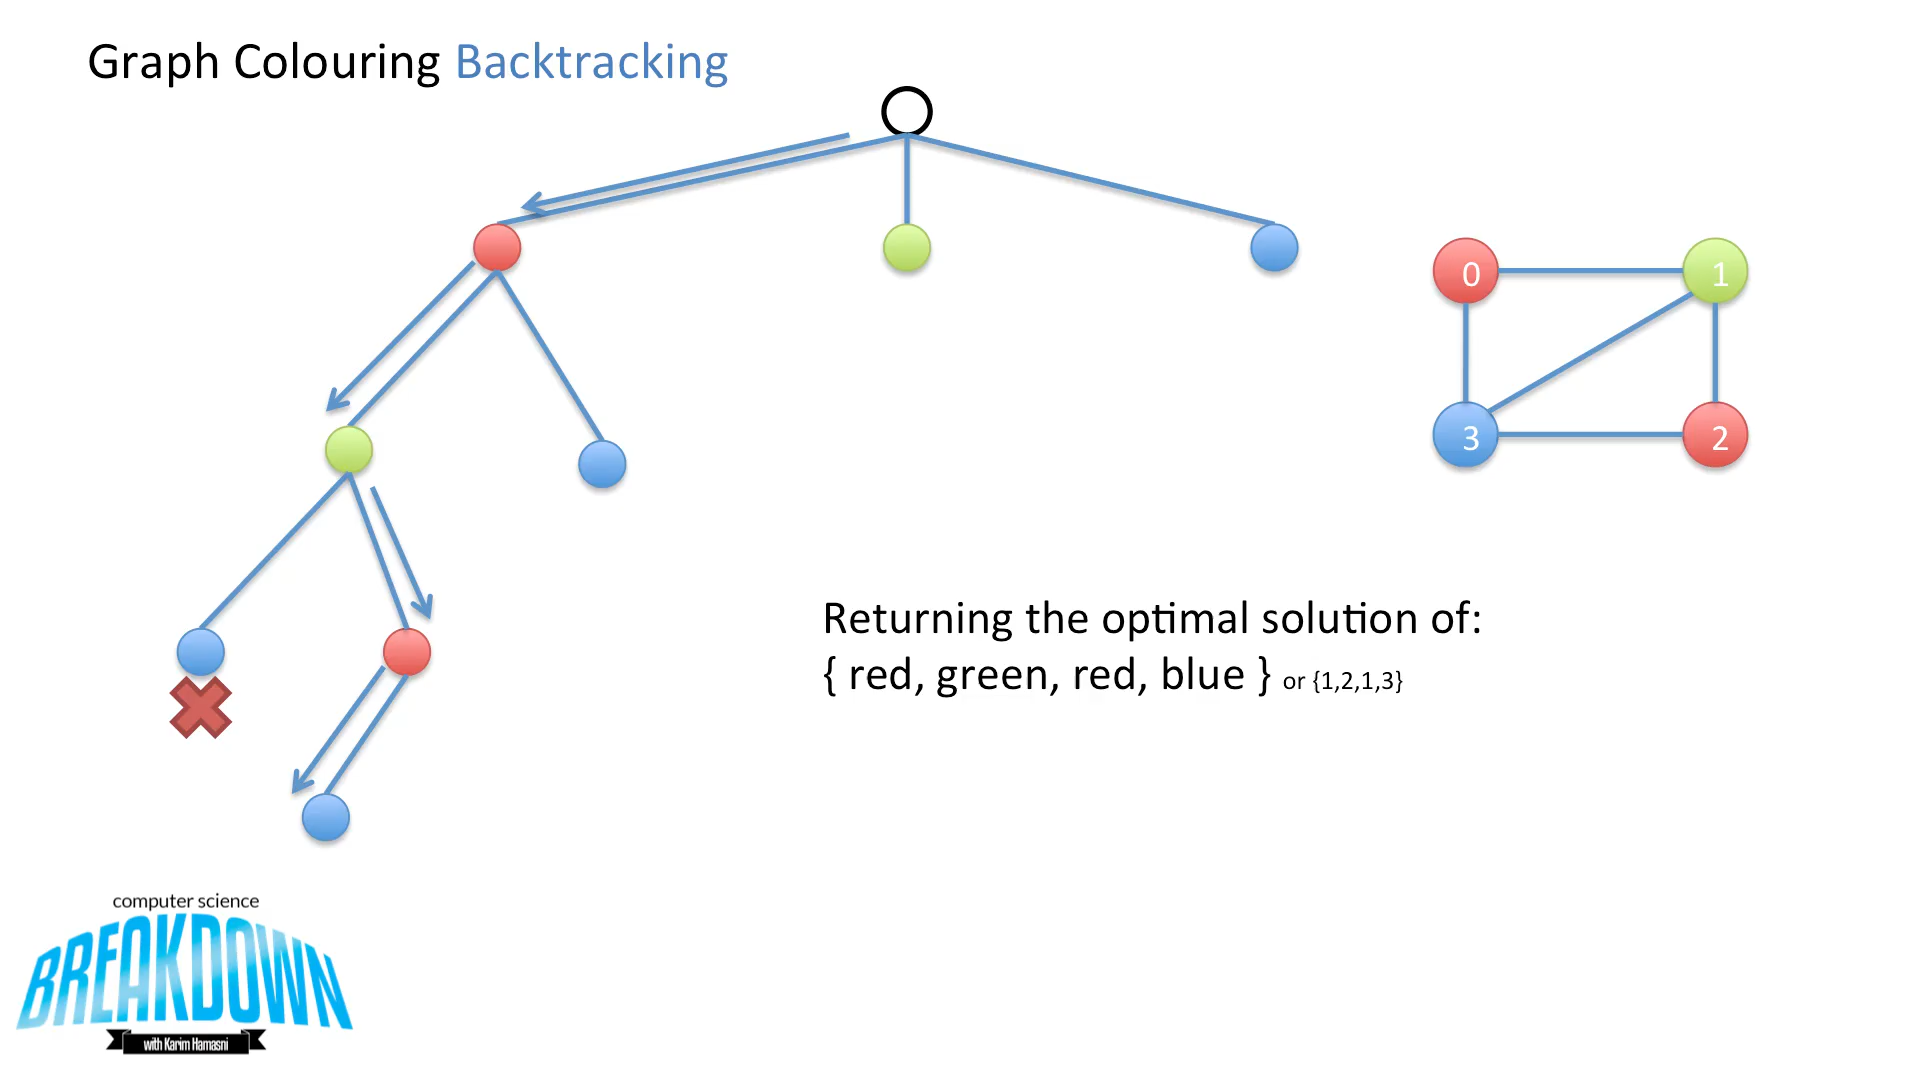 Graph Colouring Backtracking
0
1
3
2
Returning the optimal solution of:
{ red, green, red, blue } or {1,2,1,3}
computer science
BREAKDOWN
with Karim Hamasni